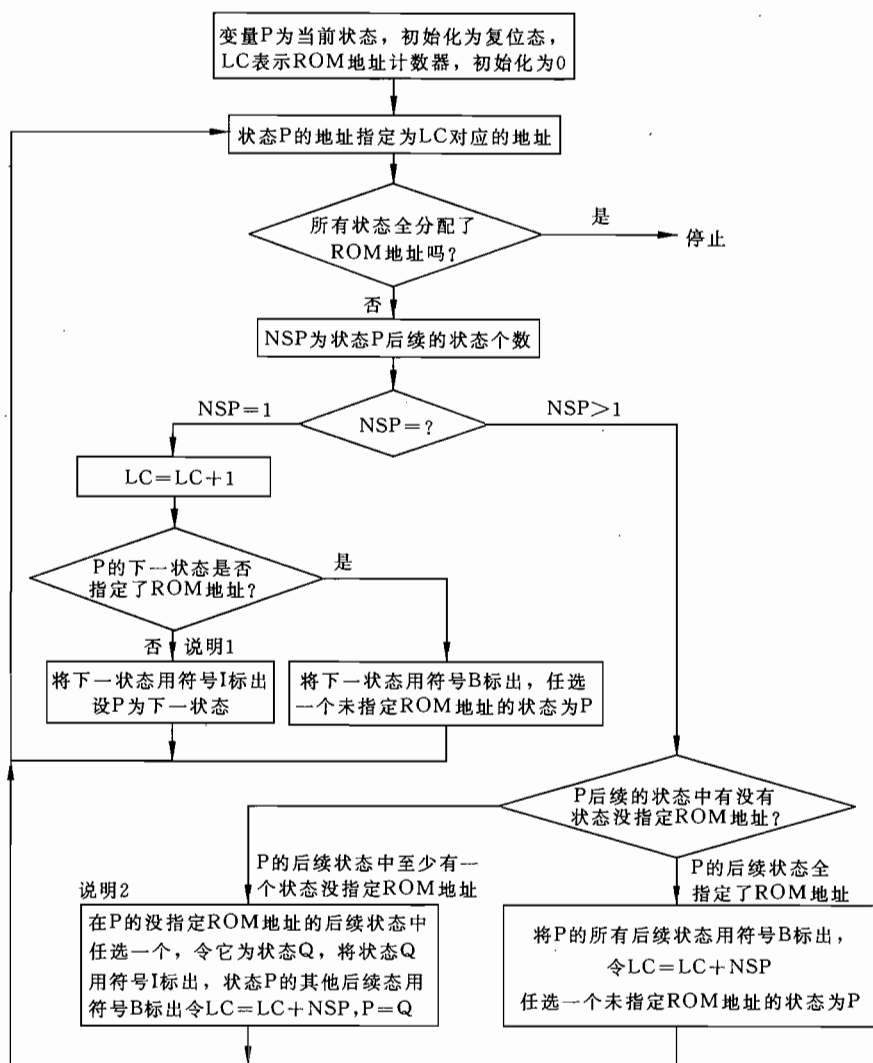 变量P为当前状态，初始化为复位态，
LC表示ROM地址计数器，初始化为0
状态P的地址指定为LC对应的地址
所有状态全分配了
ROM地址吗？
是
停止
否
NSP为状态P后续的状态个数
NSP=1
NSP=？
NSP>1
LC=LC+1
P的下一状态是否
指定了ROM地址？
是
否 说明1
将下一状态用符号I标出
设P为下一状态
将下一状态用符号B标出，任选
一个未指定ROM地址的状态为P
P后续的状态中有没有
状态没指定ROM地址？
P的后续状态中至少有一
个状态没指定ROM地址
P的后续状态全
指定了ROM地址
说明2
在P的没指定ROM地址的后续状态中
任选一个，令它为状态Q，将状态Q
用符号I标出，状态P的其他后续态用
符号B标出令LC=LC+NSP,P=Q
将P的所有后续状态用符号B标出，
令LC=LC+NSP
任选一个未指定ROM地址的状态为P